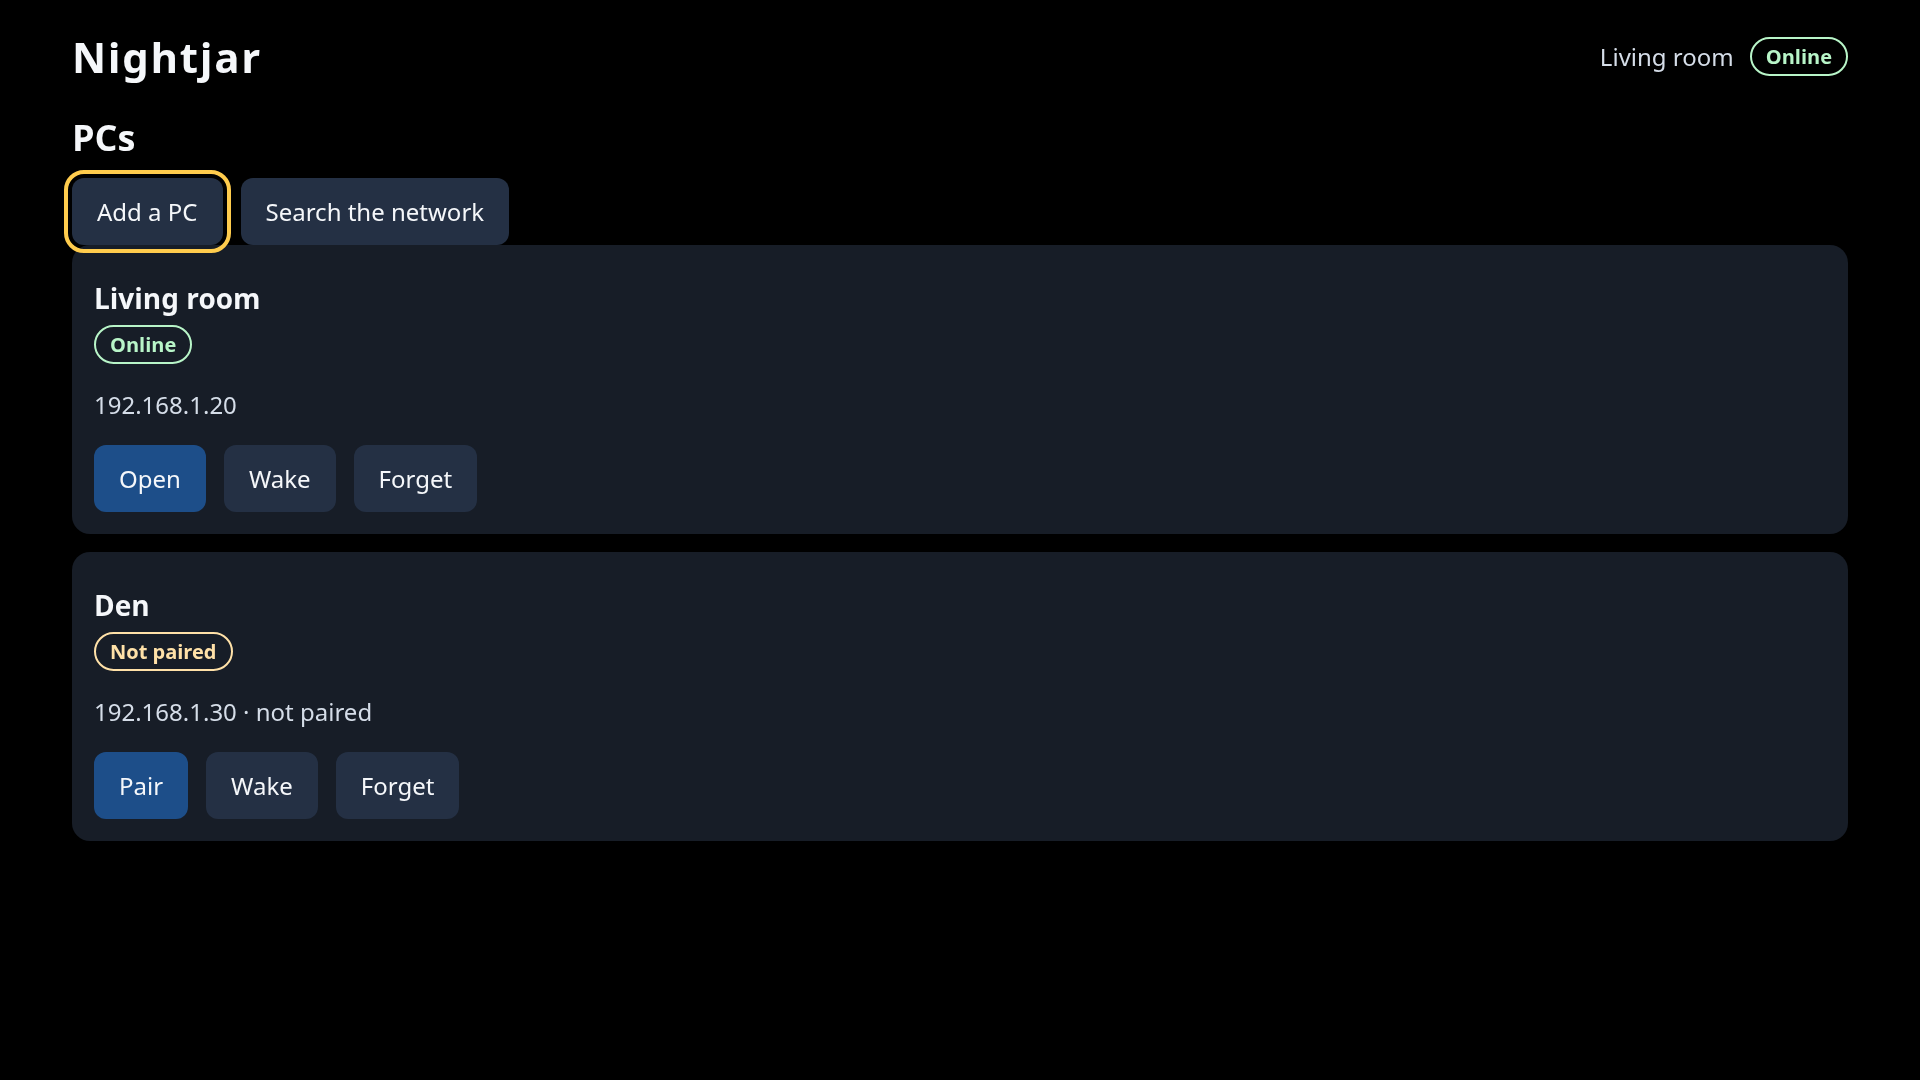 Nightjar
Living room Online
PCs
Add a PC Search the network
Living room
Online
192.168.1.20
Open Wake Forget
Den
Not paired
192.168.1.30 · not paired
Pair Wake Forget